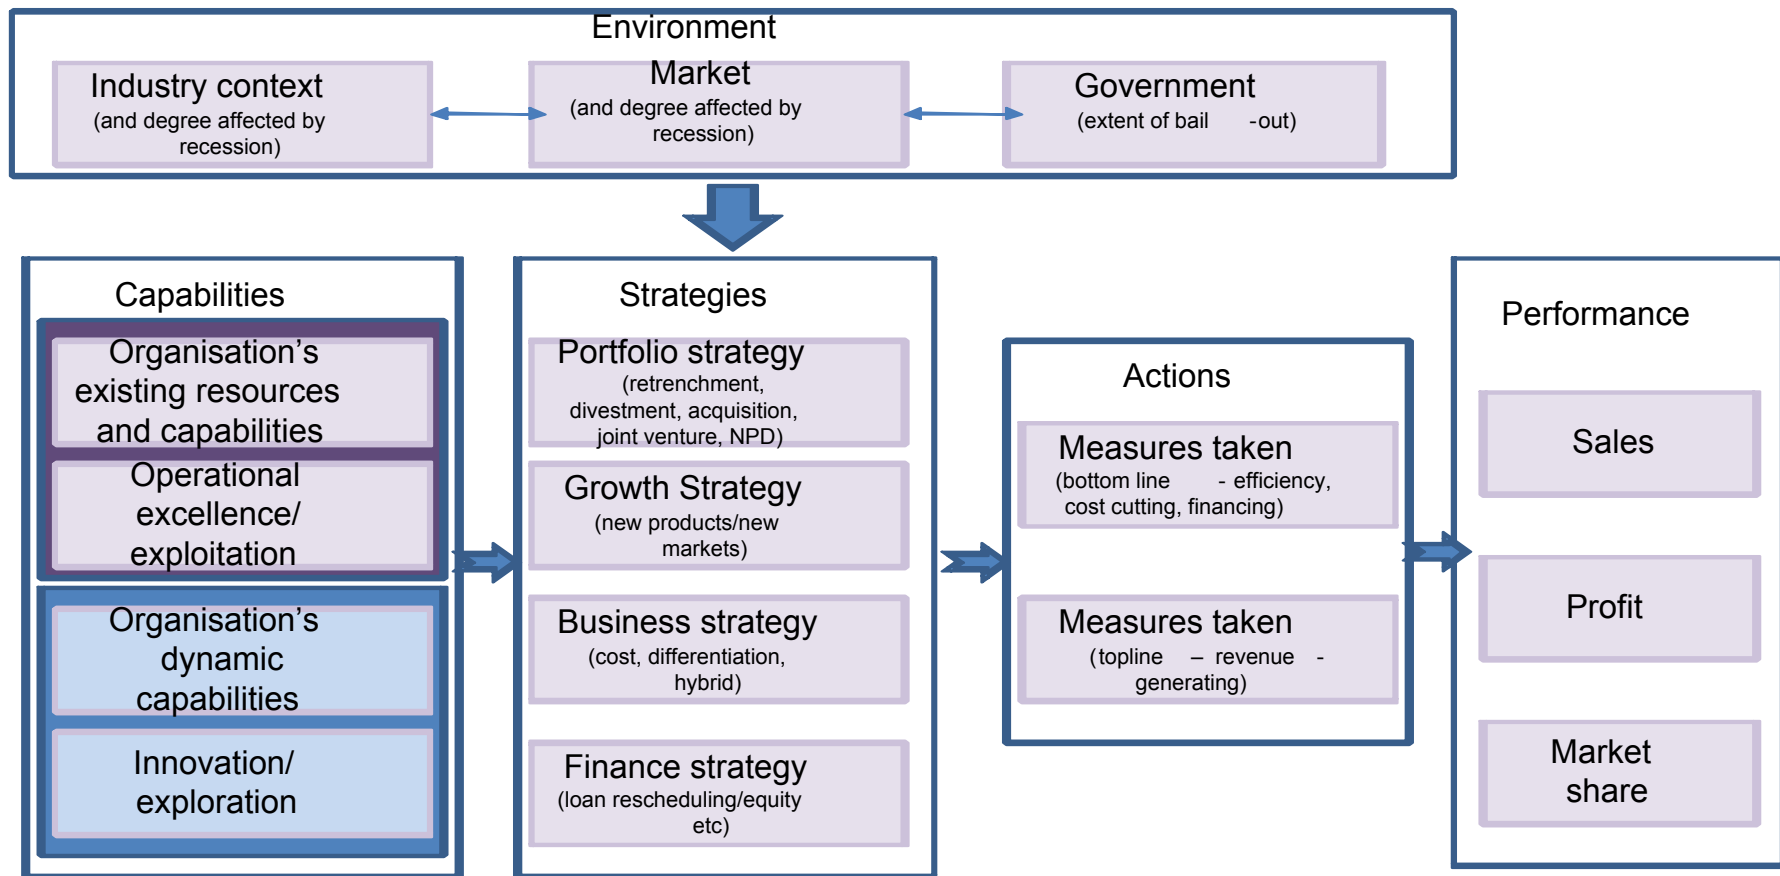 Environment
Industry context
(and degree affected by
recession)
Market
(and degree affected by
recession)
Government
(extent of bail -out)
Capabilities
Organisation’s
existing resources
and capabilities
Operational
excellence/
exploitation
Organisation’s
dynamic
capabilities
Innovation/
exploration
Strategies
Portfolio strategy
(retrenchment,
divestment, acquisition,
joint venture, NPD)
Growth Strategy
(new products/new
markets)
Business strategy
(cost, differentiation,
hybrid)
Finance strategy
(loan rescheduling/equity
etc)
Actions
Measures taken
(bottom line - efficiency,
cost cutting, financing)
Measures taken
(topline – revenue -
generating)
Performance
Sales
Profit
Market
share